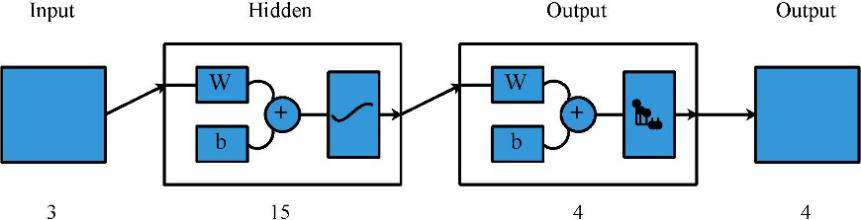 Input Hidden Output Output
W W
+ +
b b
3 15 4 4